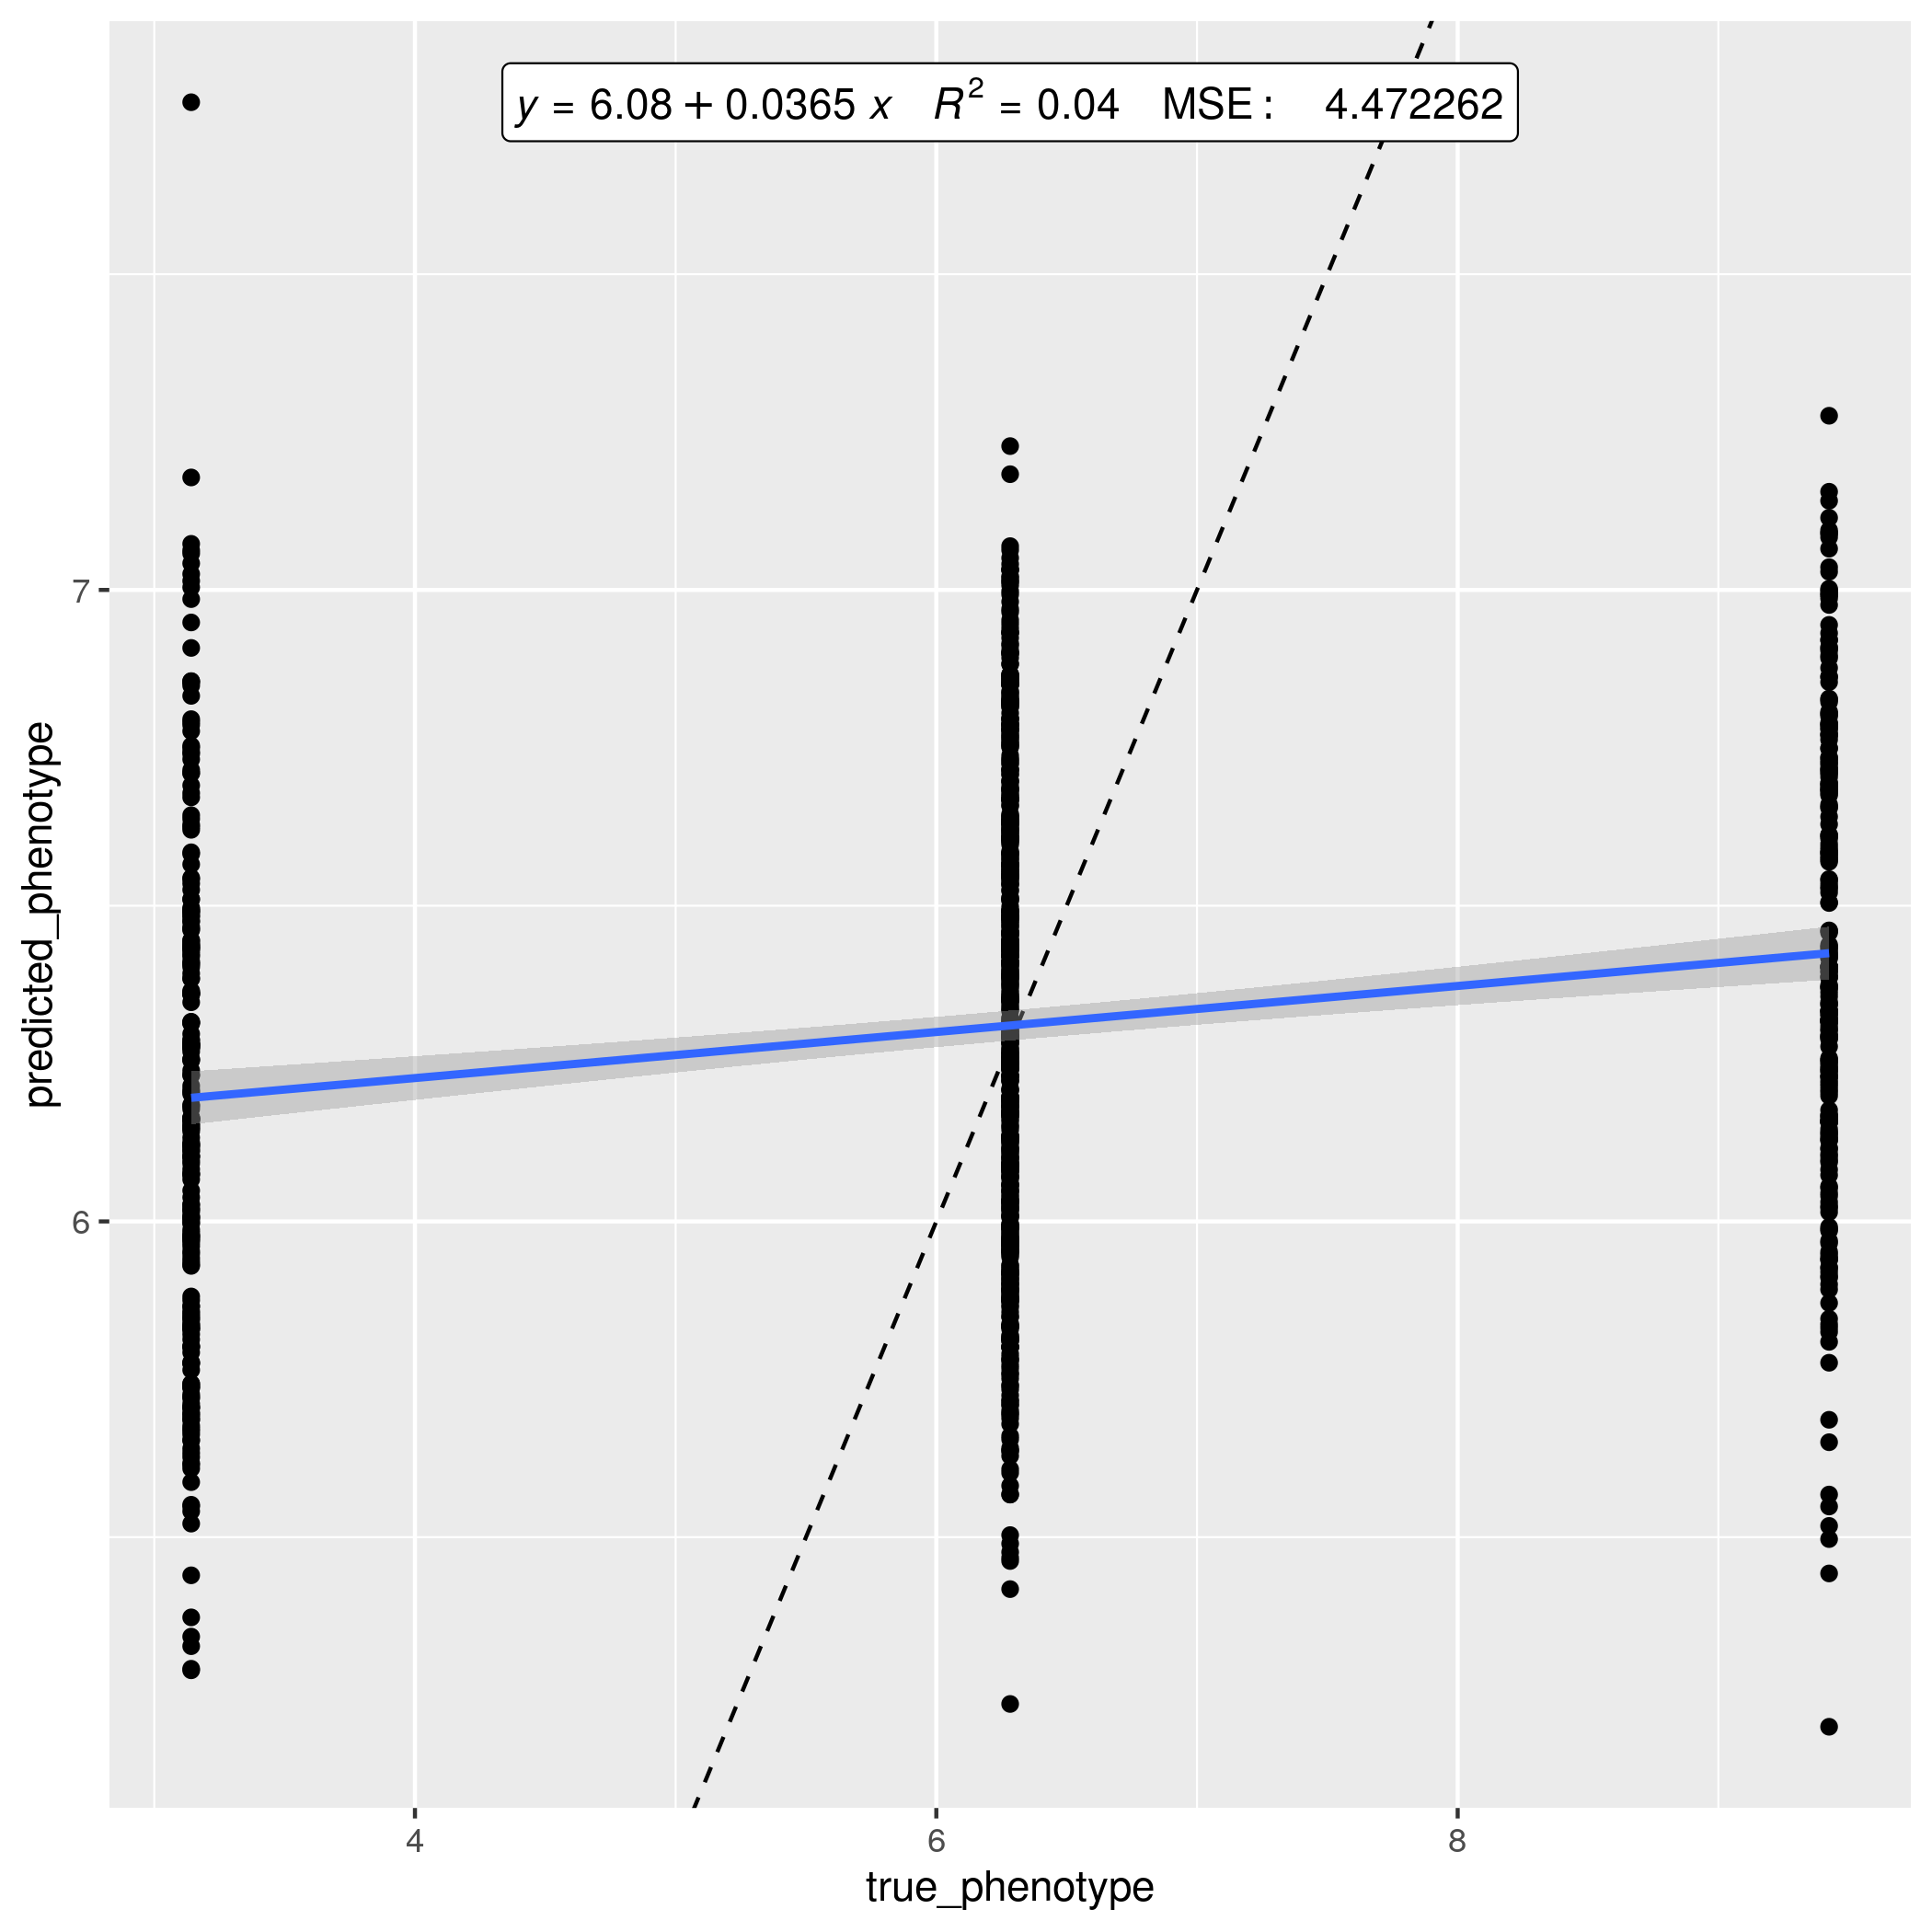 y = 6.08 + 0.0365 x R² = 0.04 MSE : 4.472262
7
6
predicted_phenotype
4 6 8
true_phenotype